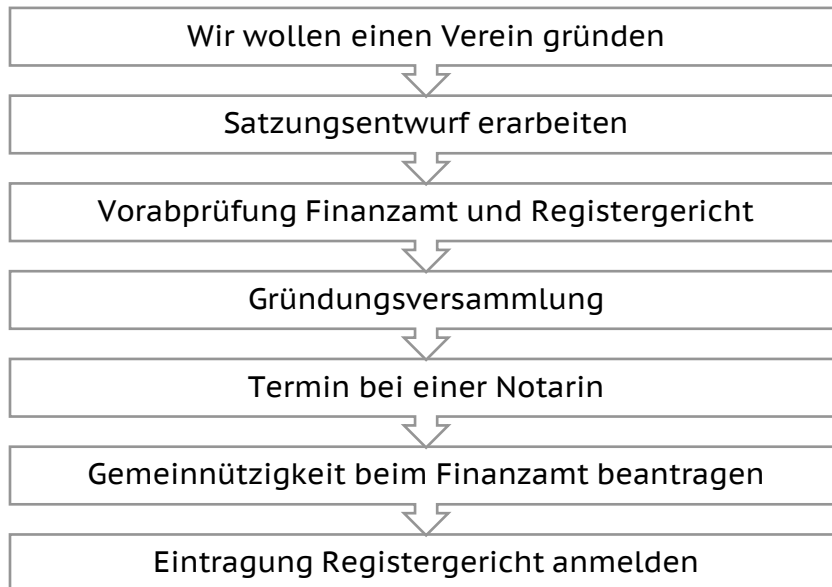 Wir wollen einen Verein gründen
Satzungsentwurf erarbeiten
Vorabprüfung Finanzamt und Registergericht
Gründungsversammlung
Termin bei einer Notarin
Gemeinnützigkeit beim Finanzamt beantragen
Eintragung Registergericht anmelden